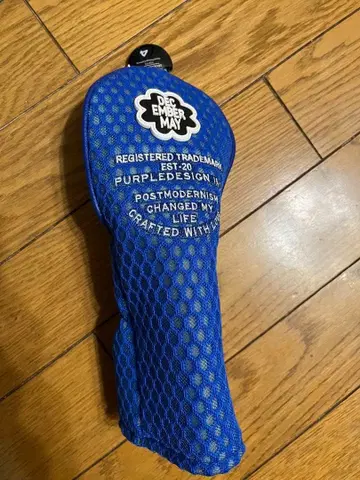 DEC
EMBER
MAY
REGISTERED TRADEMARK
EST-20
PURPLEDESIGN
POSTMODERNISM
CHANGED MY
LIFE
CRAFTED WITH